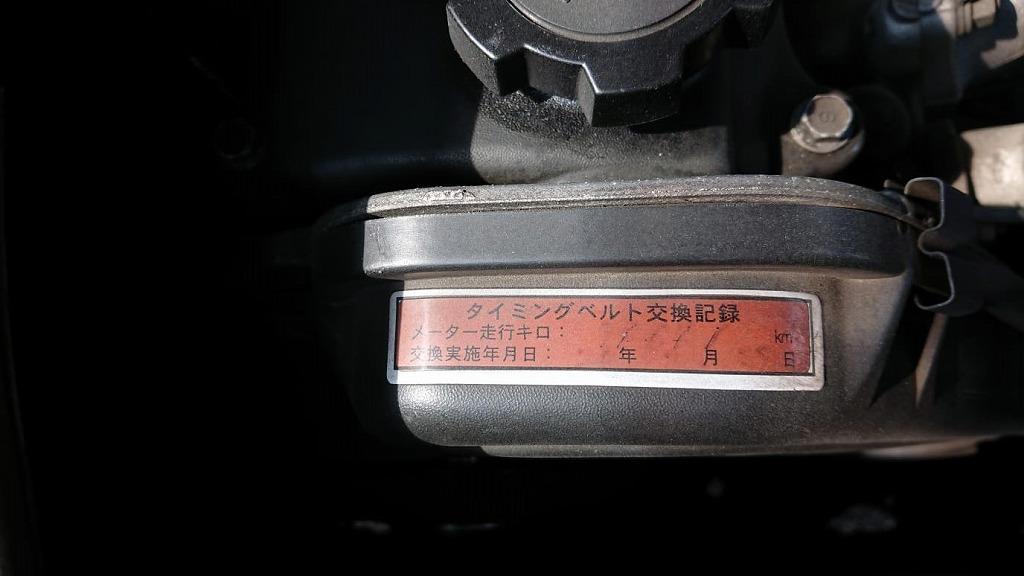 タイミングベルト交換記録
メーター走行キロ： km
交換実施年月日： 年 月 日